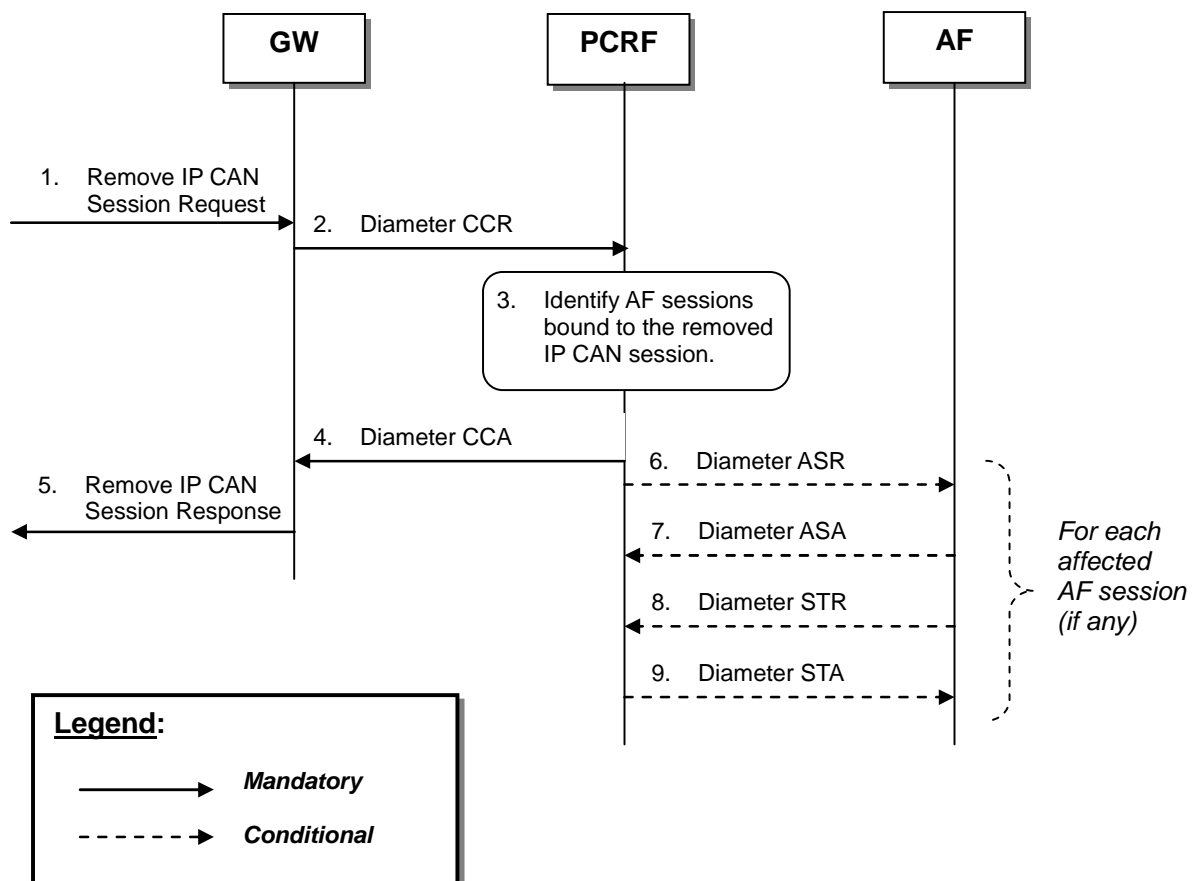 GW
PCRF
AF
1. Remove IP CAN
Session Request
2. Diameter CCR
3. Identify AF sessions
bound to the removed
IP CAN session.
4. Diameter CCA
5. Remove IP CAN
Session Response
6. Diameter ASR
7. Diameter ASA
8. Diameter STR
9. Diameter STA
For each
affected
AF session
(if any)
Legend:
Mandatory
Conditional